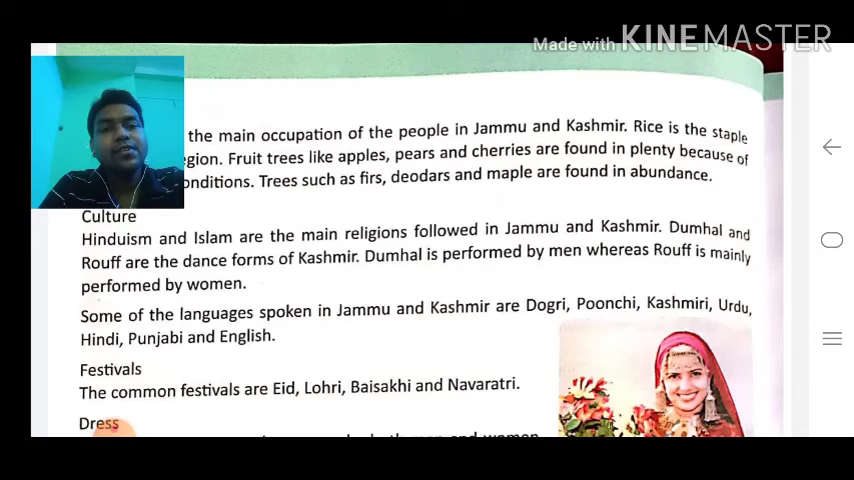 Made with KINEMASTER
the main occupation of the people in Jammu and Kashmir. Rice is the staple
egion. Fruit trees like apples, pears and cherries are found in plenty because of
onditions. Trees such as firs, deodars and maple are found in abundance.
Culture
Hinduism and Islam are the main religions followed in Jammu and Kashmir. Dumhal and
Rouff are the dance forms of Kashmir. Dumhal is performed by men whereas Rouff is mainly
performed by women.
Some of the languages spoken in Jammu and Kashmir are Dogri, Poonchi, Kashmiri, Urdu,
Hindi, Punjabi and English.
Festivals
The common festivals are Eid, Lohri, Baisakhi and Navaratri.
Dress